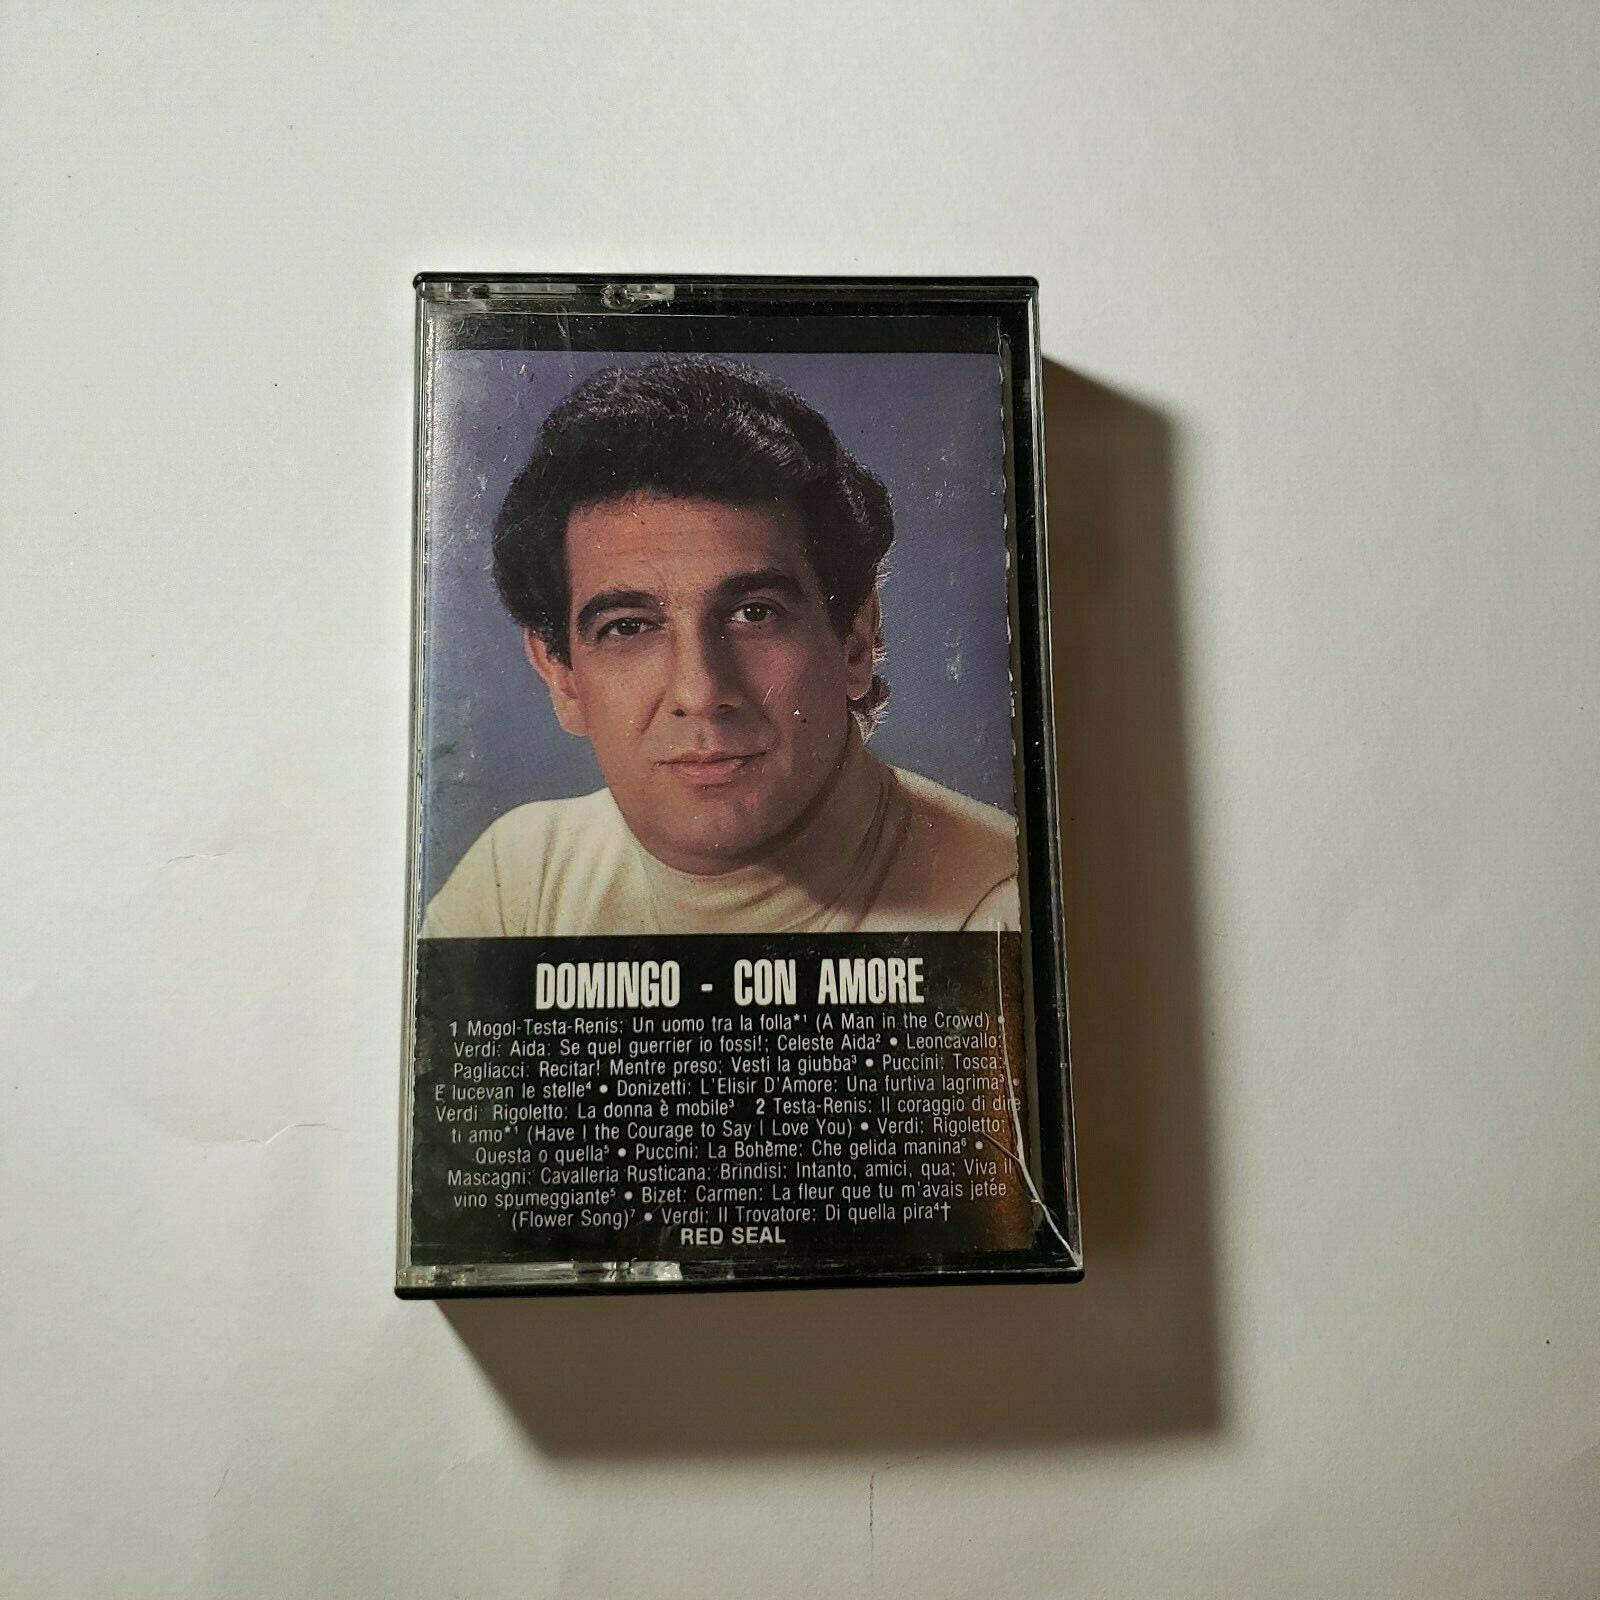 DOMINGO - CON AMORE
1 Mogol-Testa-Renis: Un uomo tra la folla*¹ (A Man in the Crowd) •
Verdi: Aida: Se quel guerrier io fossi!; Celeste Aida² • Leoncavallo:
Pagliacci: Recitar! Mentre preso; Vesti la giubba³ • Puccini: Tosca:
E lucevan le stelle⁴ • Donizetti: L'Elisir D'Amore: Una furtiva lagrima³ •
Verdi: Rigoletto: La donna è mobile³ 2 Testa-Renis: Il coraggio di dire
ti amo*¹ (Have I the Courage to Say I Love You) • Verdi: Rigoletto:
Questa o quella⁵ • Puccini: La Bohème: Che gelida manina⁶ •
Mascagni: Cavalleria Rusticana: Brindisi: Intanto, amici, qua; Viva il
vino spumeggiante⁵ • Bizet: Carmen: La fleur que tu m'avais jetée
(Flower Song)⁷ • Verdi: Il Trovatore: Di quella pira⁴†
RED SEAL